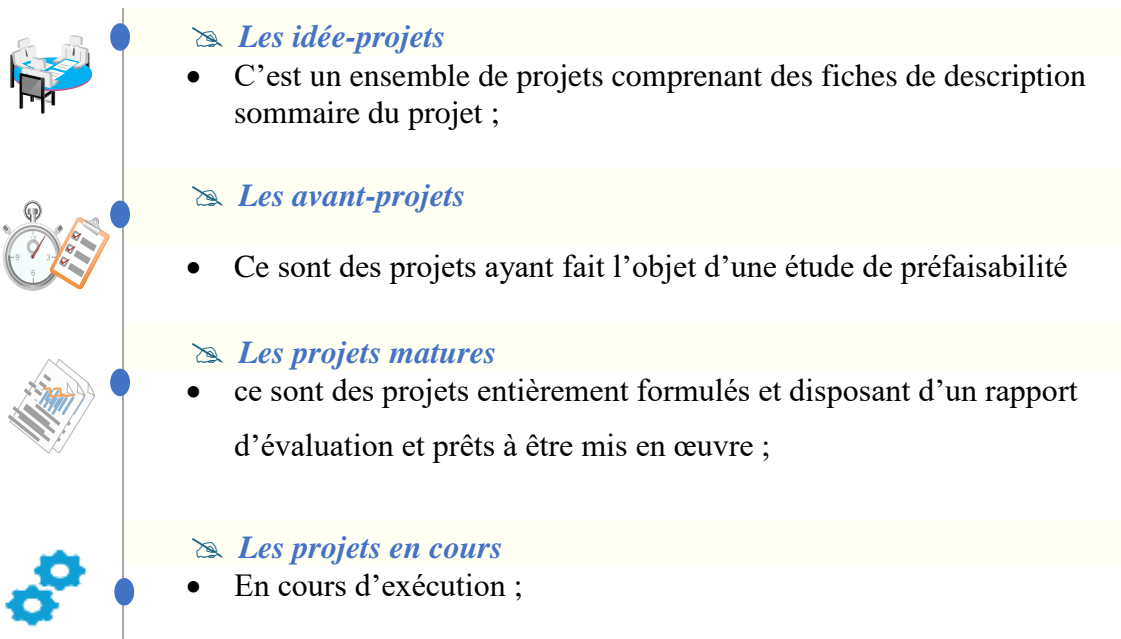 Les idée-projets
• C’est un ensemble de projets comprenant des fiches de description
sommaire du projet ;
Les avant-projets
• Ce sont des projets ayant fait l’objet d’une étude de préfaisabilité
Les projets matures
• ce sont des projets entièrement formulés et disposant d’un rapport
d’évaluation et prêts à être mis en œuvre ;
Les projets en cours
• En cours d’exécution ;